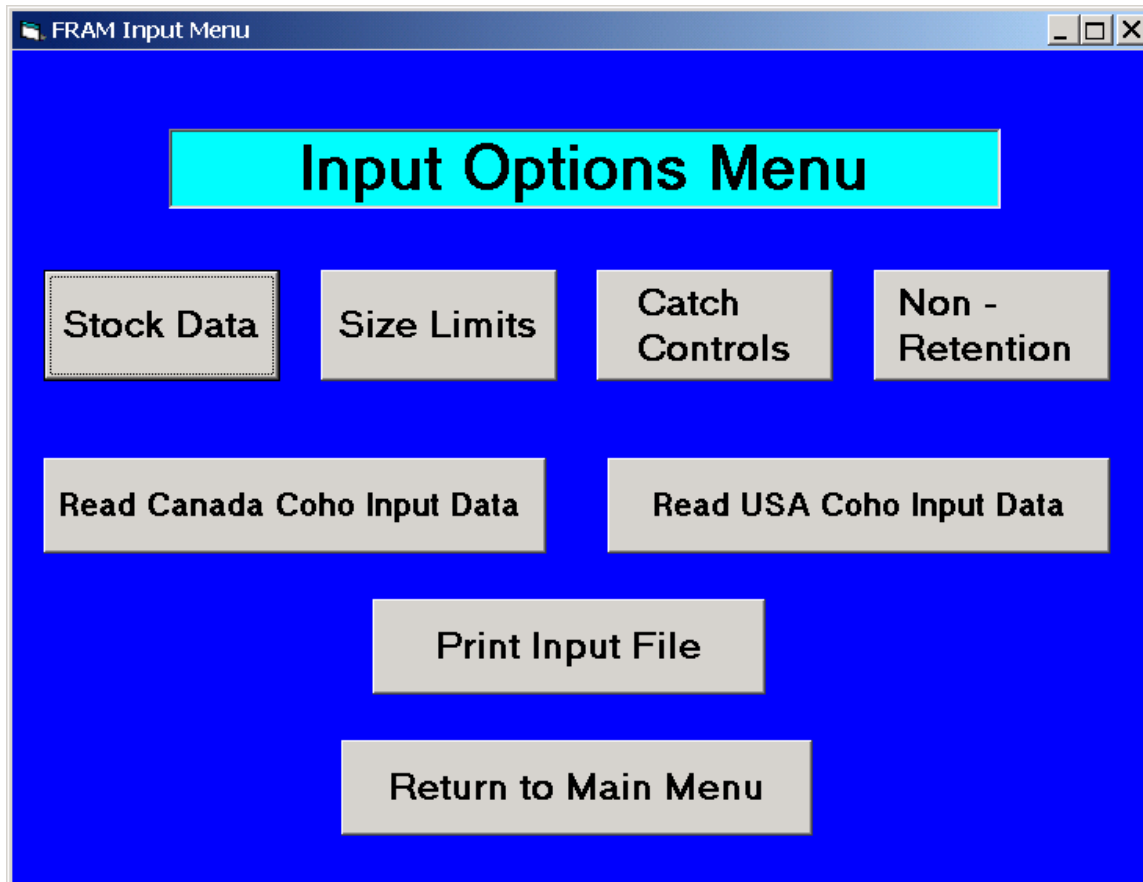 FRAM Input Menu
Input Options Menu
Stock Data
Size Limits
Catch
Controls
Non -
Retention
Read Canada Coho Input Data
Read USA Coho Input Data
Print Input File
Return to Main Menu